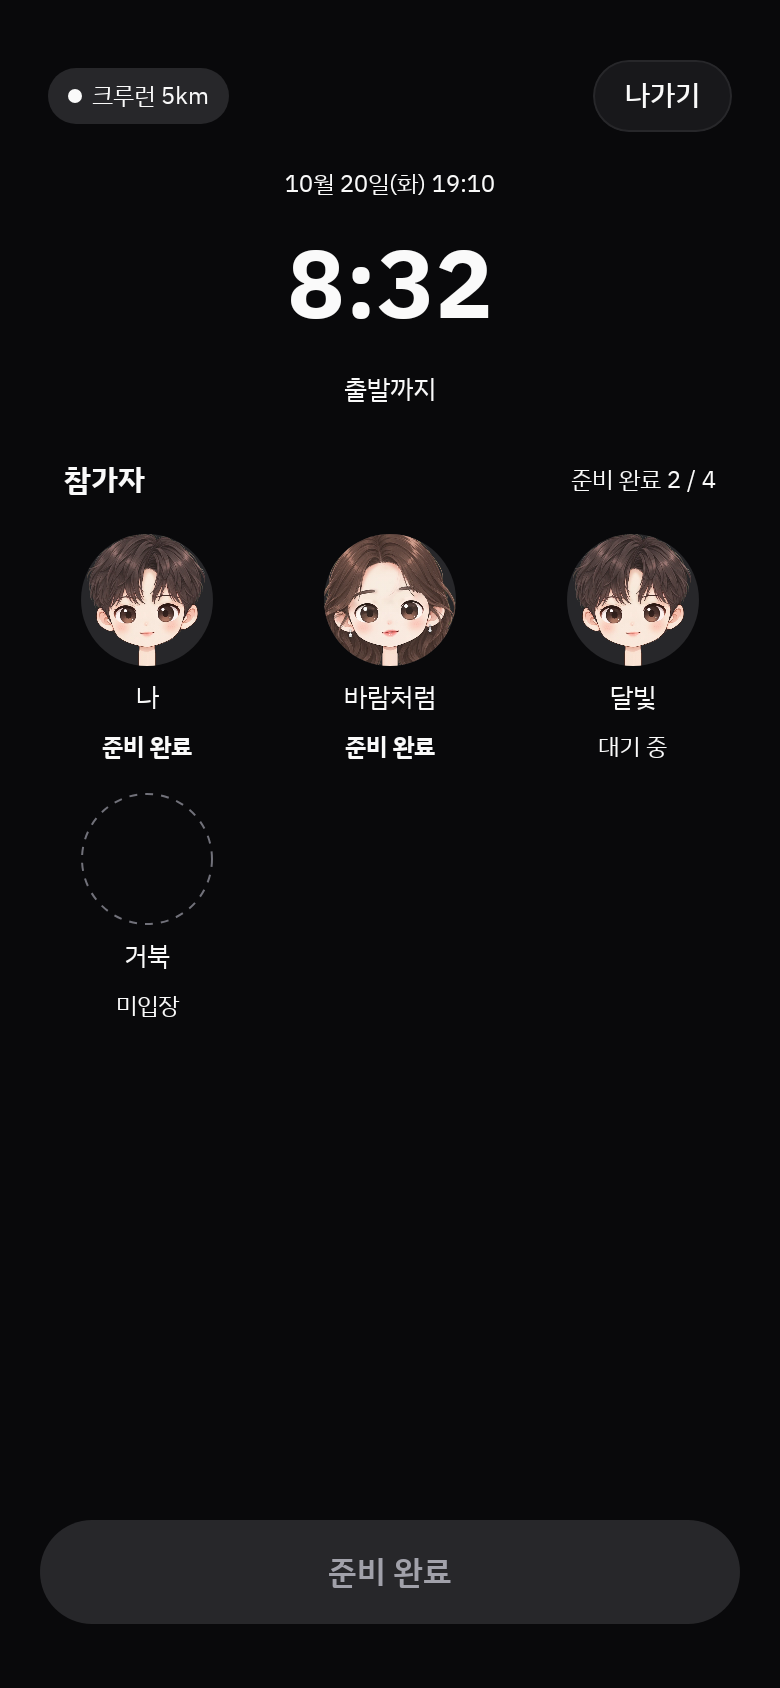 크루런 5km
나가기
10월 20일(화) 19:10
8:32
출발까지
참가자
준비 완료 2 / 4
나
바람처럼
달빛
준비 완료
준비 완료
대기 중
거북
미입장
준비 완료